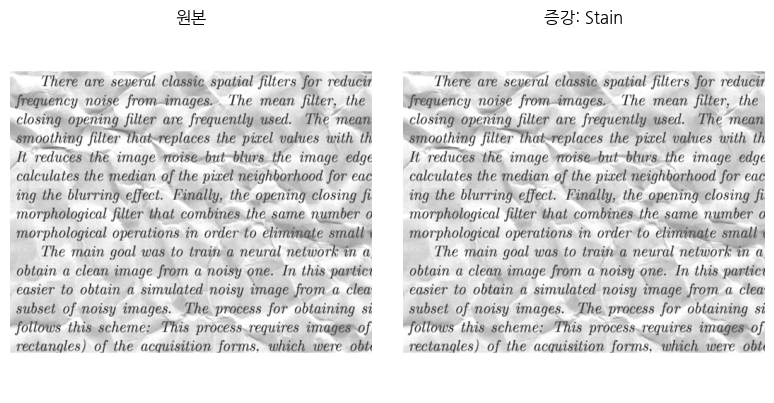 원본
There are several classic spatial filters for reducin
frequency noise from images. The mean filter, the
closing opening filter are frequently used. The mean
smoothing filter that replaces the pixel values with th
It reduces the image noise but blurs the image edge
calculates the median of the pixel neighborhood for eac
ing the blurring effect. Finally, the opening closing fi
morphological filter that combines the same number o
morphological operations in order to eliminate small
The main goal was to train a neural network in a
obtain a clean image from a noisy one. In this particu
easier to obtain a simulated noisy image from a clea
subset of noisy images. The process for obtaining si
follows this scheme: This process requires images of
rectangles) of the acquisition forms, which were obt
증강: Stain
There are several classic spatial filters for reducin
frequency noise from images. The mean filter, the
closing opening filter are frequently used. The mean
smoothing filter that replaces the pixel values with th
It reduces the image noise but blurs the image edge
calculates the median of the pixel neighborhood for eac
ing the blurring effect. Finally, the opening closing fi
morphological filter that combines the same number o
morphological operations in order to eliminate small
The main goal was to train a neural network in a
obtain a clean image from a noisy one. In this particu
easier to obtain a simulated noisy image from a clea
subset of noisy images. The process for obtaining si
follows this scheme: This process requires images of
rectangles) of the acquisition forms, which were obt